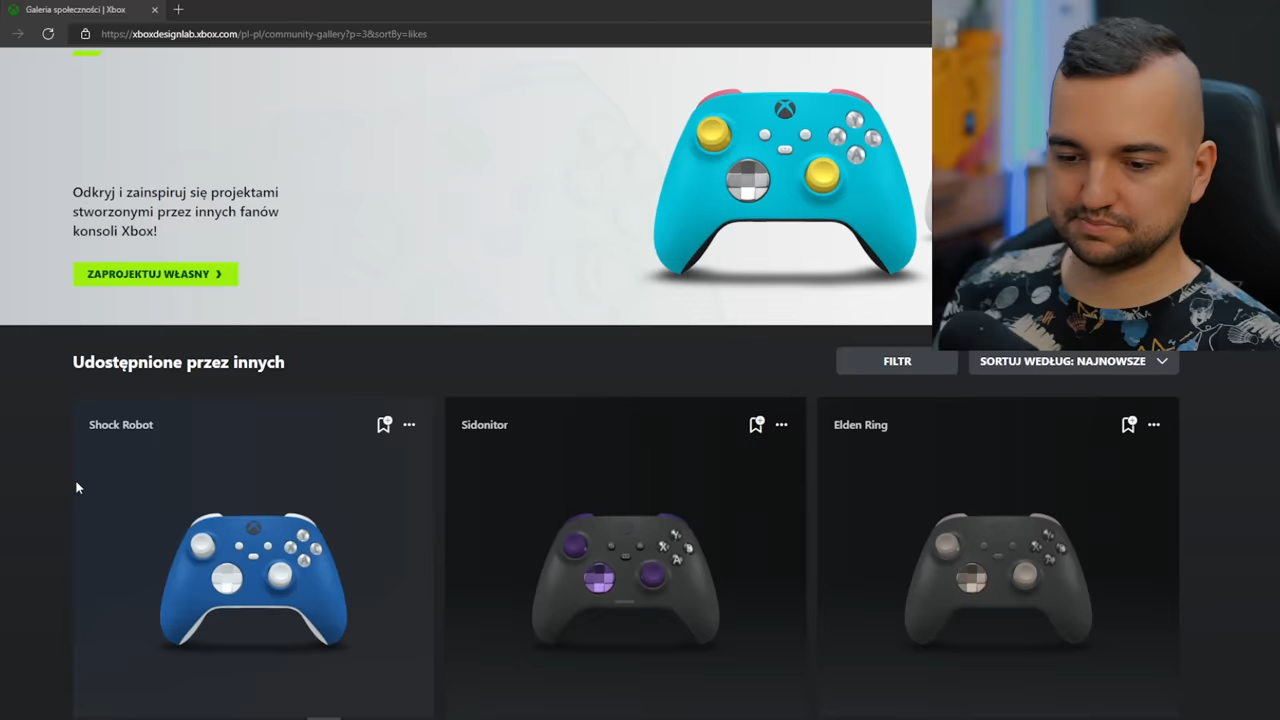 Galeria społeczności | Xbox
https://xboxdesignlab.xbox.com/pl-pl/community-gallery?p=3&sortBy=likes
Odkryj i zainspiruj się projektami
stworzonymi przez innych fanów
konsoli Xbox!
ZAPROJEKTUJ WŁASNY
Udostępnione przez innych
FILTR
SORTUJ WEDŁUG: NAJNOWSZE
Shock Robot
Sidonitor
Elden Ring